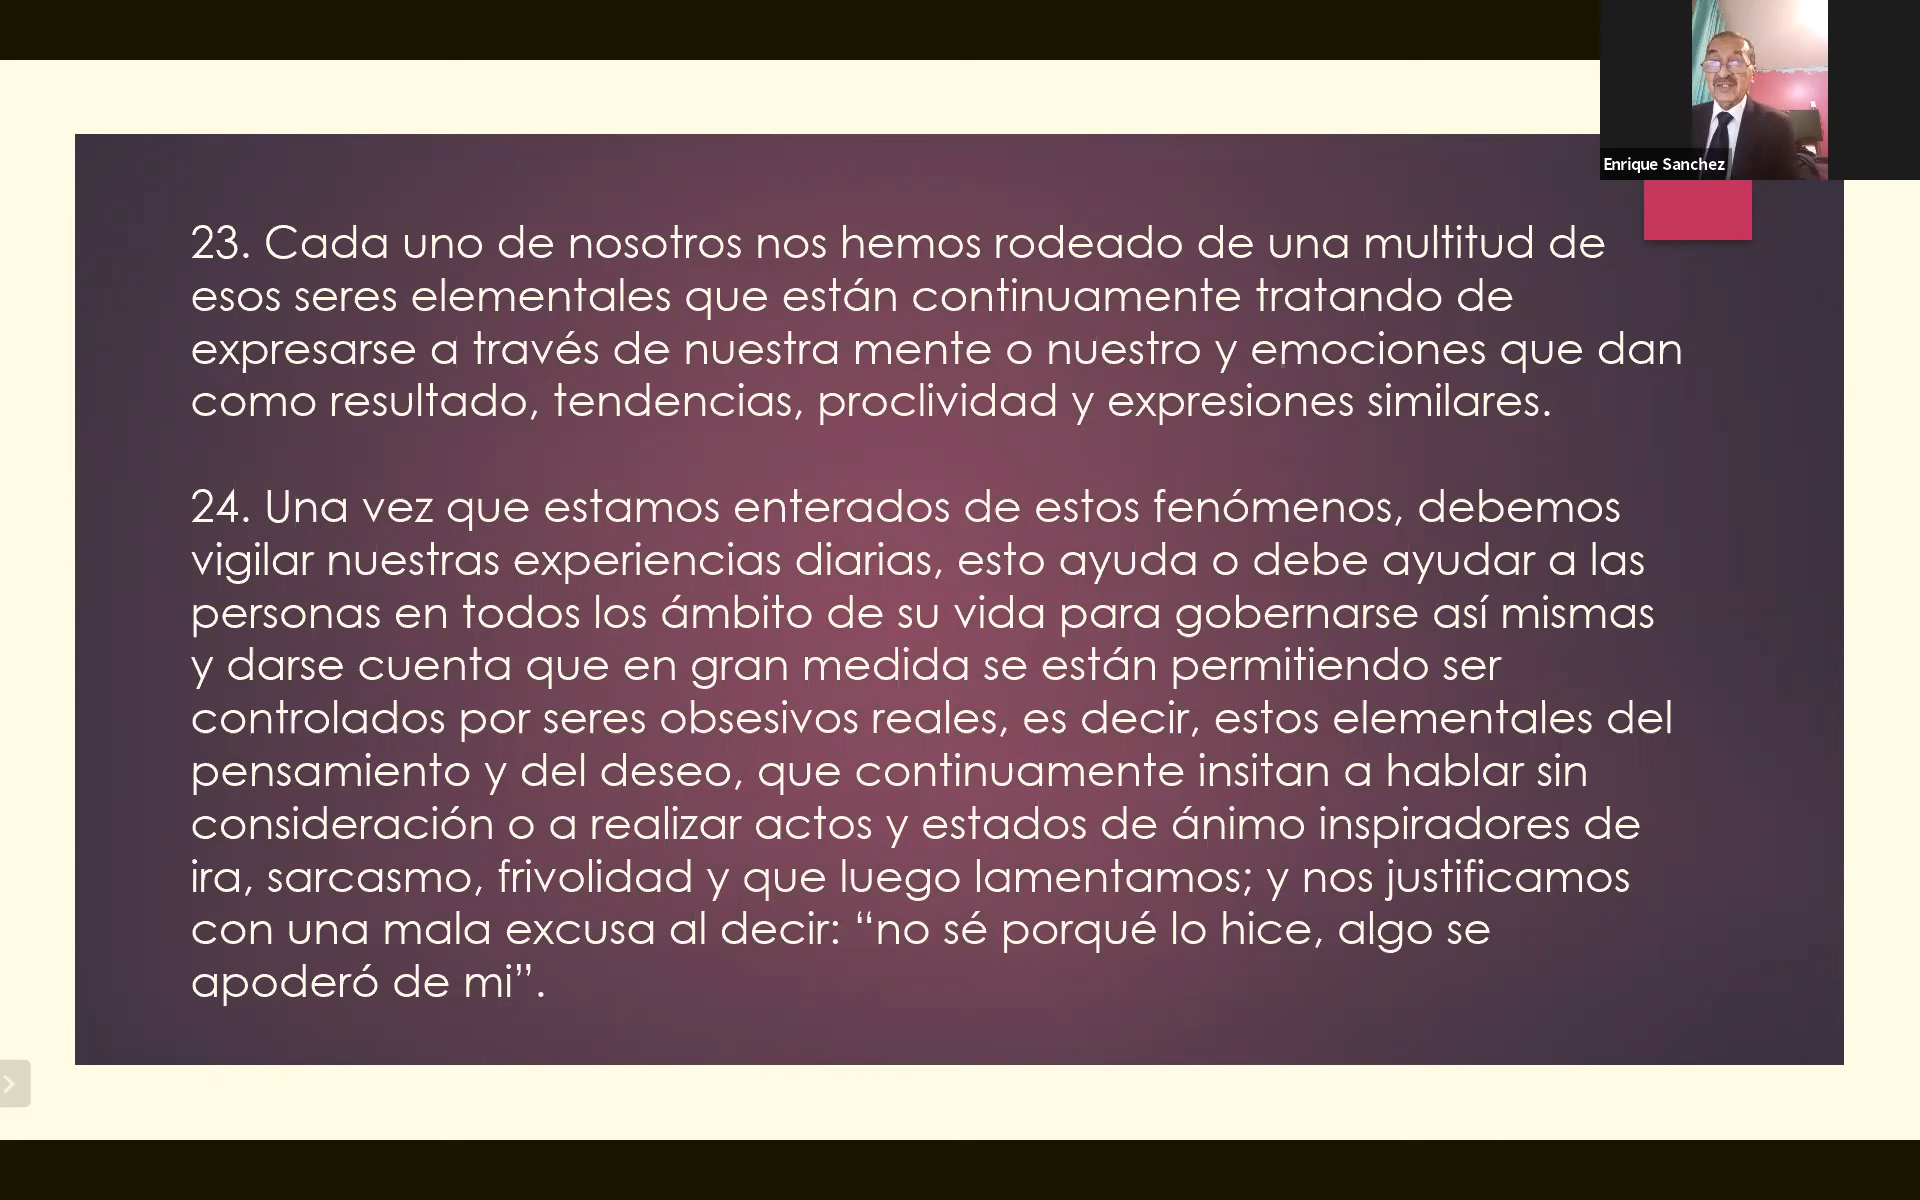 Enrique Sanchez
23. Cada uno de nosotros nos hemos rodeado de una multitud de
esos seres elementales que están continuamente tratando de
expresarse a través de nuestra mente o nuestro y emociones que dan
como resultado, tendencias, proclividad y expresiones similares.
24. Una vez que estamos enterados de estos fenómenos, debemos
vigilar nuestras experiencias diarias, esto ayuda o debe ayudar a las
personas en todos los ámbito de su vida para gobernarse así mismas
y darse cuenta que en gran medida se están permitiendo ser
controlados por seres obsesivos reales, es decir, estos elementales del
pensamiento y del deseo, que continuamente insitan a hablar sin
consideración o a realizar actos y estados de ánimo inspiradores de
ira, sarcasmo, frivolidad y que luego lamentamos; y nos justificamos
con una mala excusa al decir: “no sé porqué lo hice, algo se
apoderó de mi”.